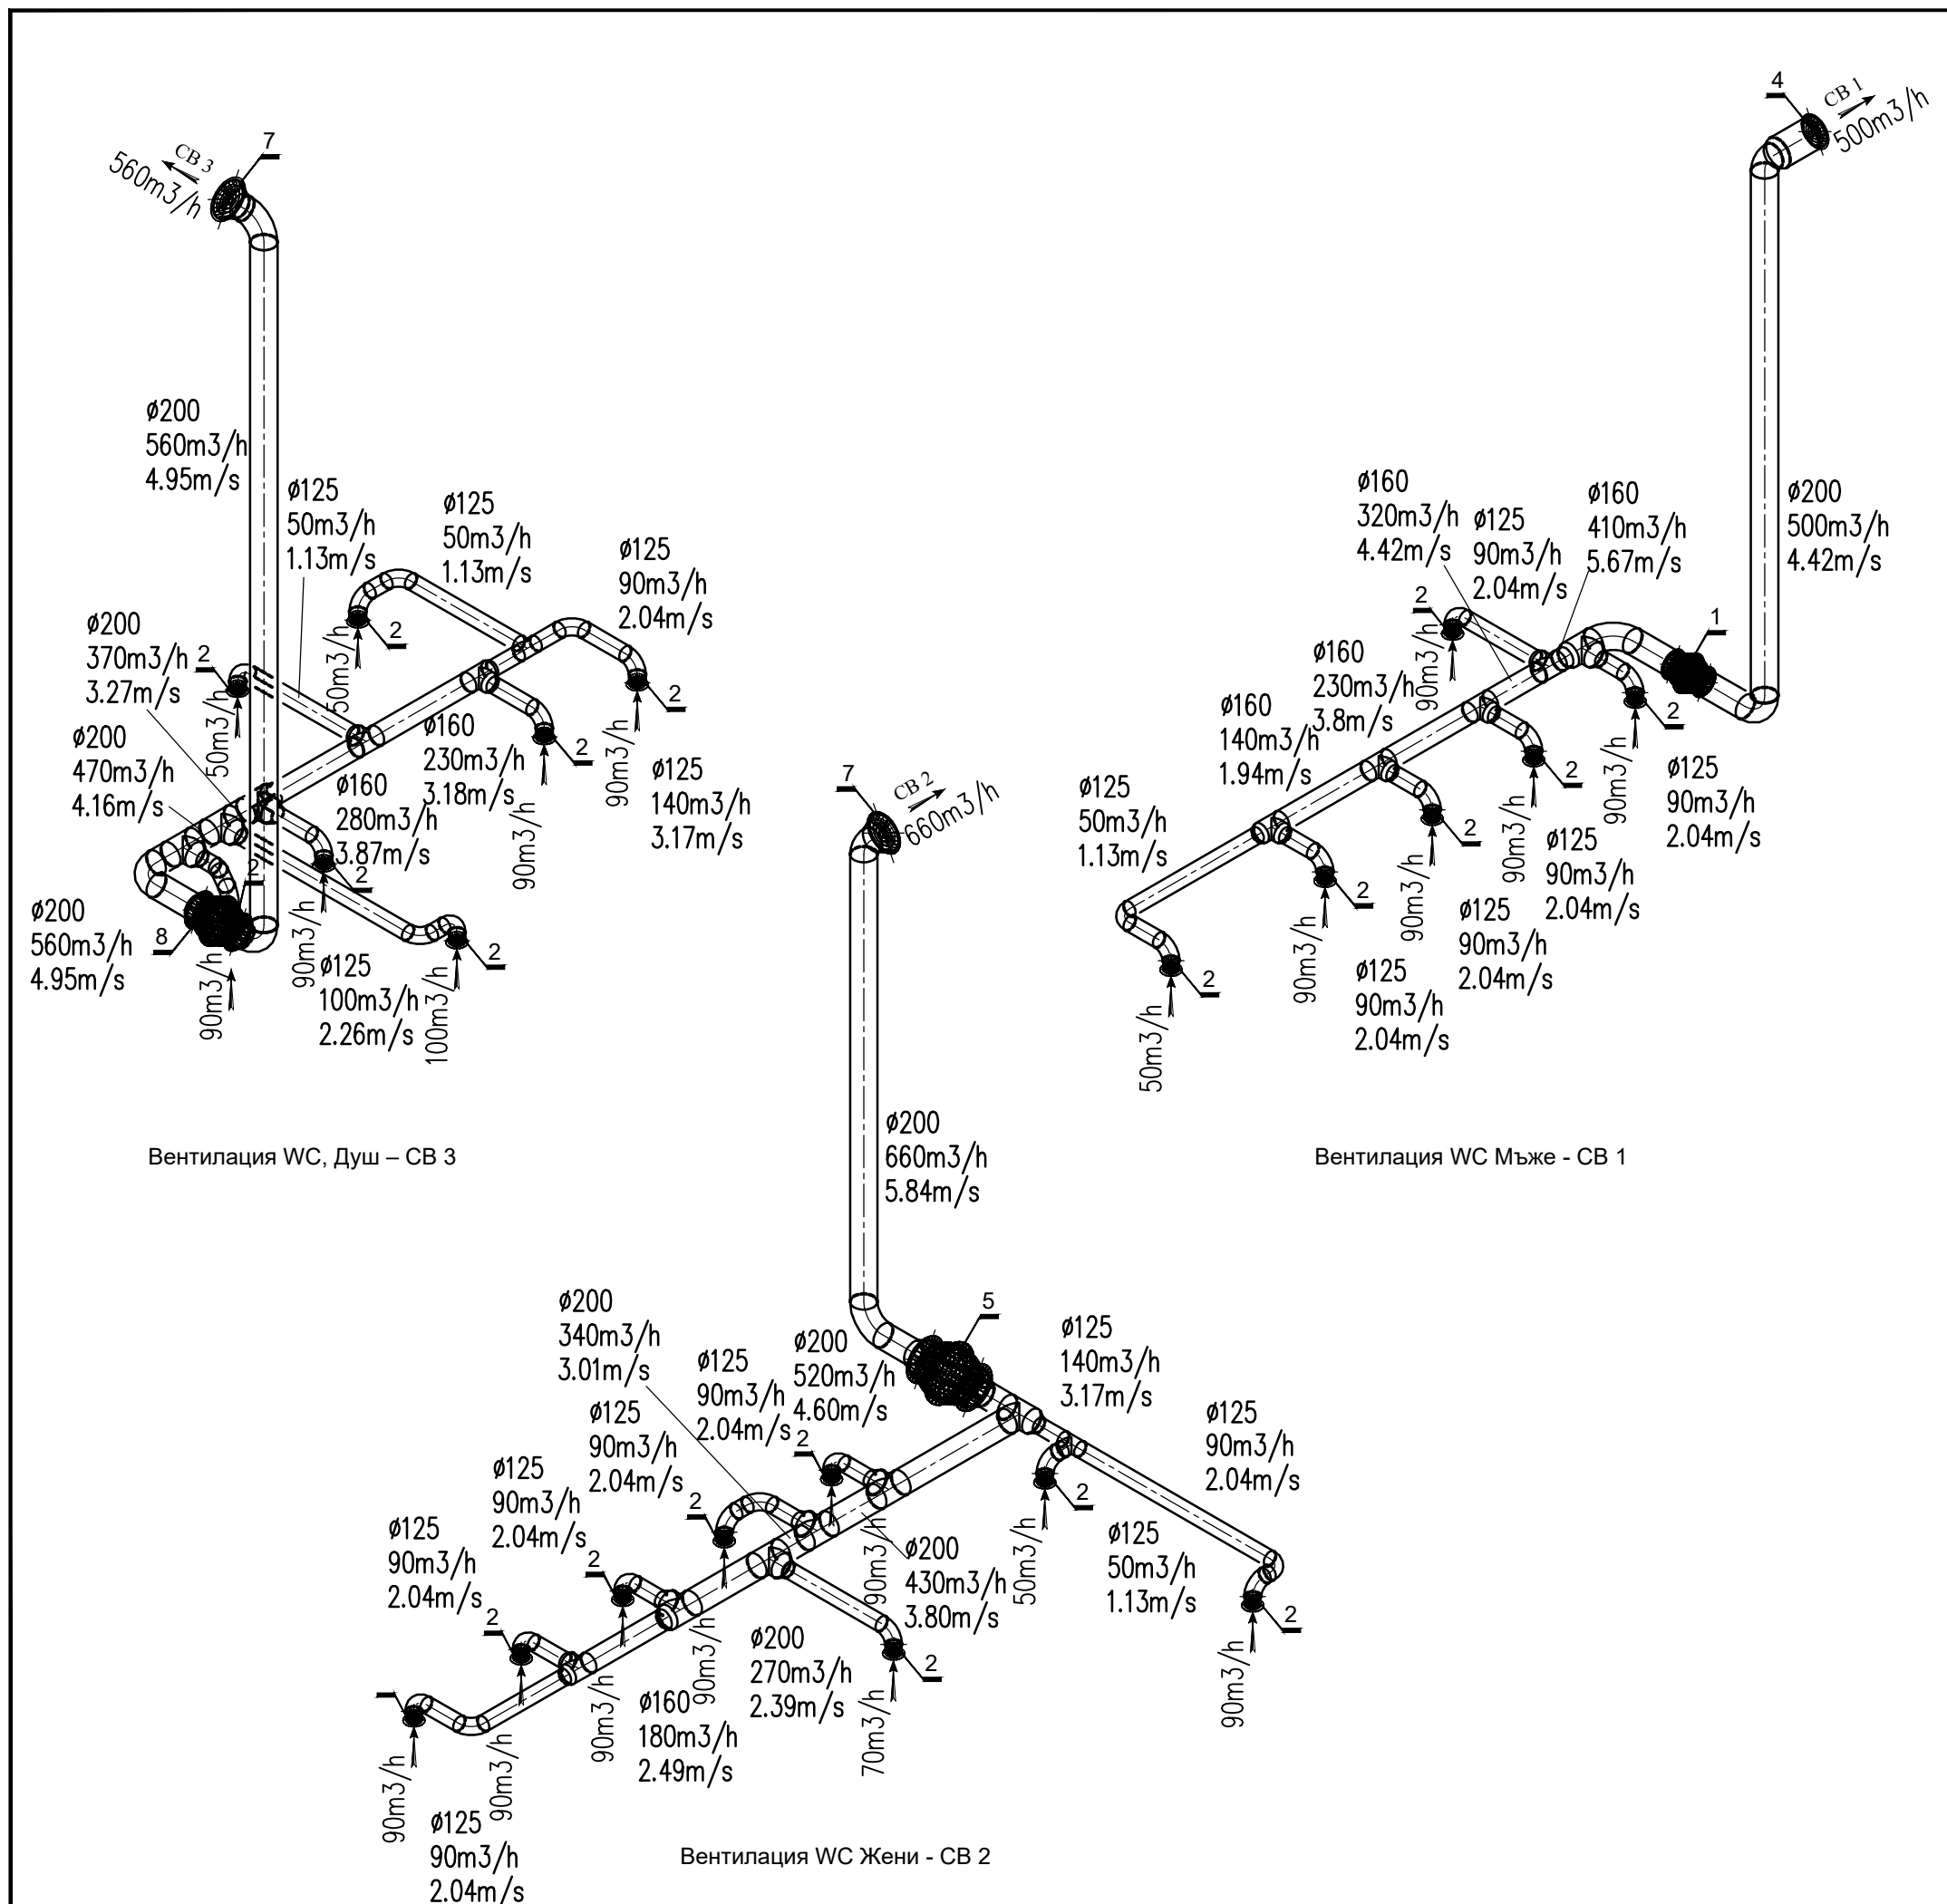 4
СВ 1
500m3/h
7
СВ 3
560m3/h
ø200
560m3/h
4.95m/s
ø125
50m3/h
1.13m/s
ø125
50m3/h
1.13m/s
ø125
90m3/h
2.04m/s
ø200
370m3/h
3.27m/s
ø200
470m3/h
4.16m/s
2
50m3/h
50m3/h
2
2
ø160
230m3/h
3.18m/s
ø160
280m3/h
3.87m/s
2
90m3/h
90m3/h
ø125
140m3/h
3.17m/s
2
2
ø200
560m3/h
4.95m/s
8
90m3/h
90m3/h
ø125
100m3/h
2.26m/s
100m3/h
2
Вентилация WC, Душ – СВ 3
ø160
320m3/h
4.42m/s
ø125
90m3/h
2.04m/s
ø160
410m3/h
5.67m/s
ø200
500m3/h
4.42m/s
2
90m3/h
1
ø160
230m3/h
3.8m/s
ø160
140m3/h
1.94m/s
ø125
50m3/h
1.13m/s
2
90m3/h
ø125
90m3/h
2.04m/s
2
90m3/h
ø125
90m3/h
2.04m/s
2
90m3/h
ø125
90m3/h
2.04m/s
2
90m3/h
ø125
90m3/h
2.04m/s
2
50m3/h
Вентилация WC Мъже - СВ 1
7
СВ 2
660m3/h
ø200
660m3/h
5.84m/s
ø200
340m3/h
3.01m/s
5
ø125
140m3/h
3.17m/s
ø200
520m3/h
4.60m/s
ø125
90m3/h
2.04m/s
ø125
90m3/h
2.04m/s
ø125
90m3/h
2.04m/s
ø125
90m3/h
2.04m/s
ø125
90m3/h
2.04m/s
2
2
2
2
2
50m3/h
ø125
50m3/h
1.13m/s
2
90m3/h
90m3/h
ø200
430m3/h
3.80m/s
90m3/h
ø200
270m3/h
2.39m/s
2
70m3/h
90m3/h
ø160
180m3/h
2.49m/s
90m3/h
90m3/h
ø125
90m3/h
2.04m/s
Вентилация WC Жени - СВ 2